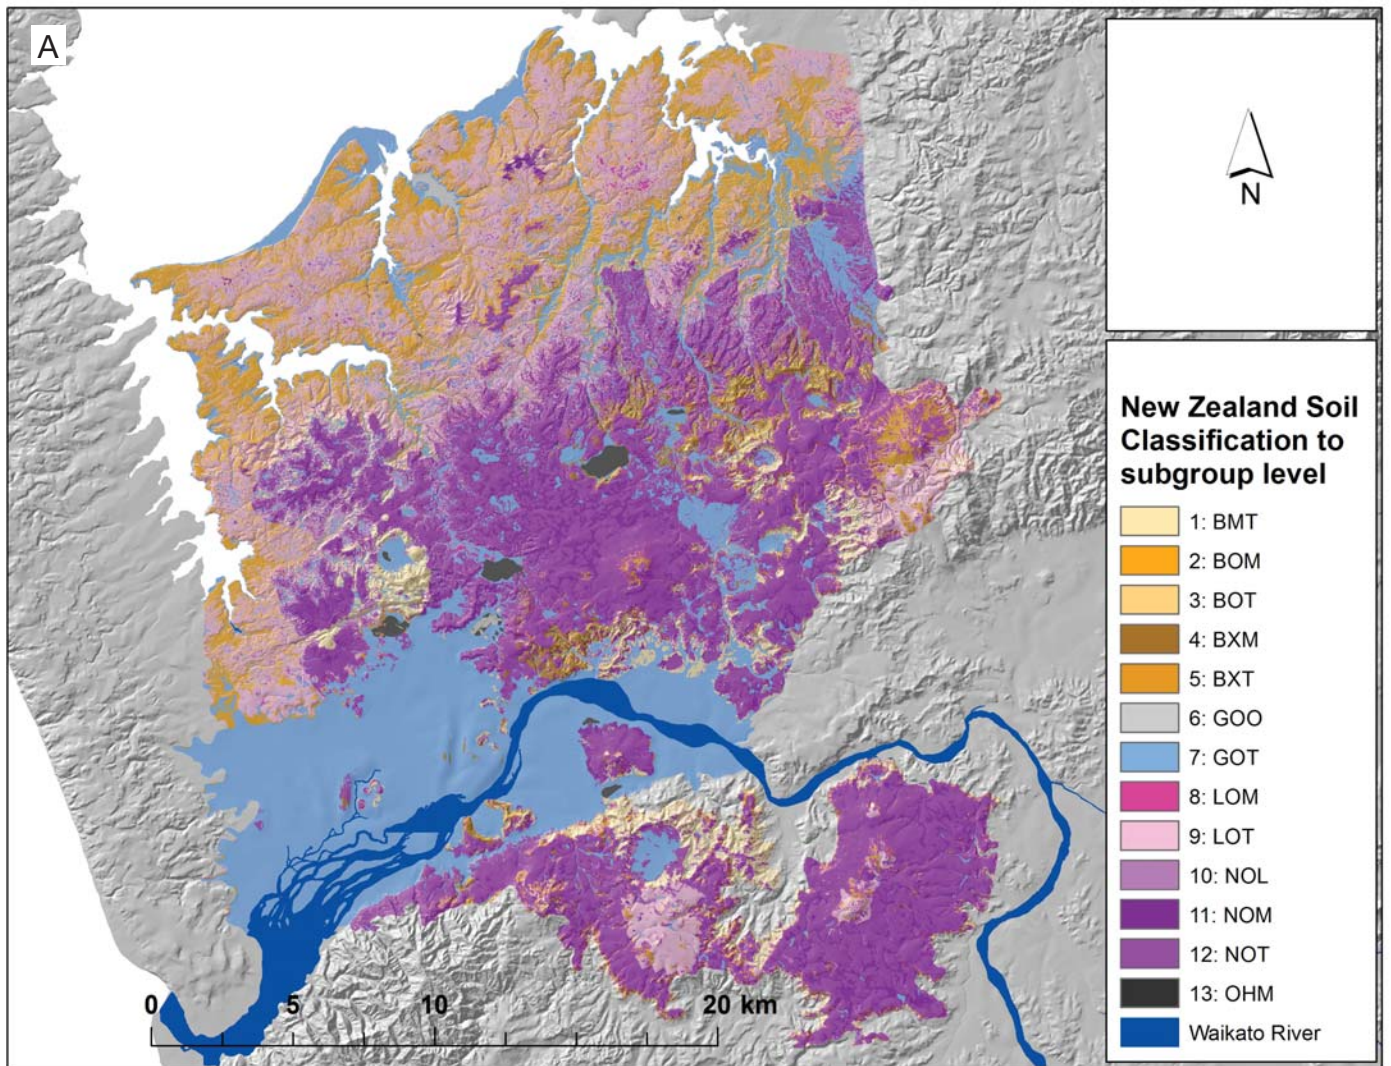 A
N
New Zealand Soil
Classification to
subgroup level
1: BMT
2: BOM
3: BOT
4: BXM
5: BXT
6: GOO
7: GOT
8: LOM
9: LOT
10: NOL
11: NOM
12: NOT
13: OHM
Waikato River
0 5 10 20 km